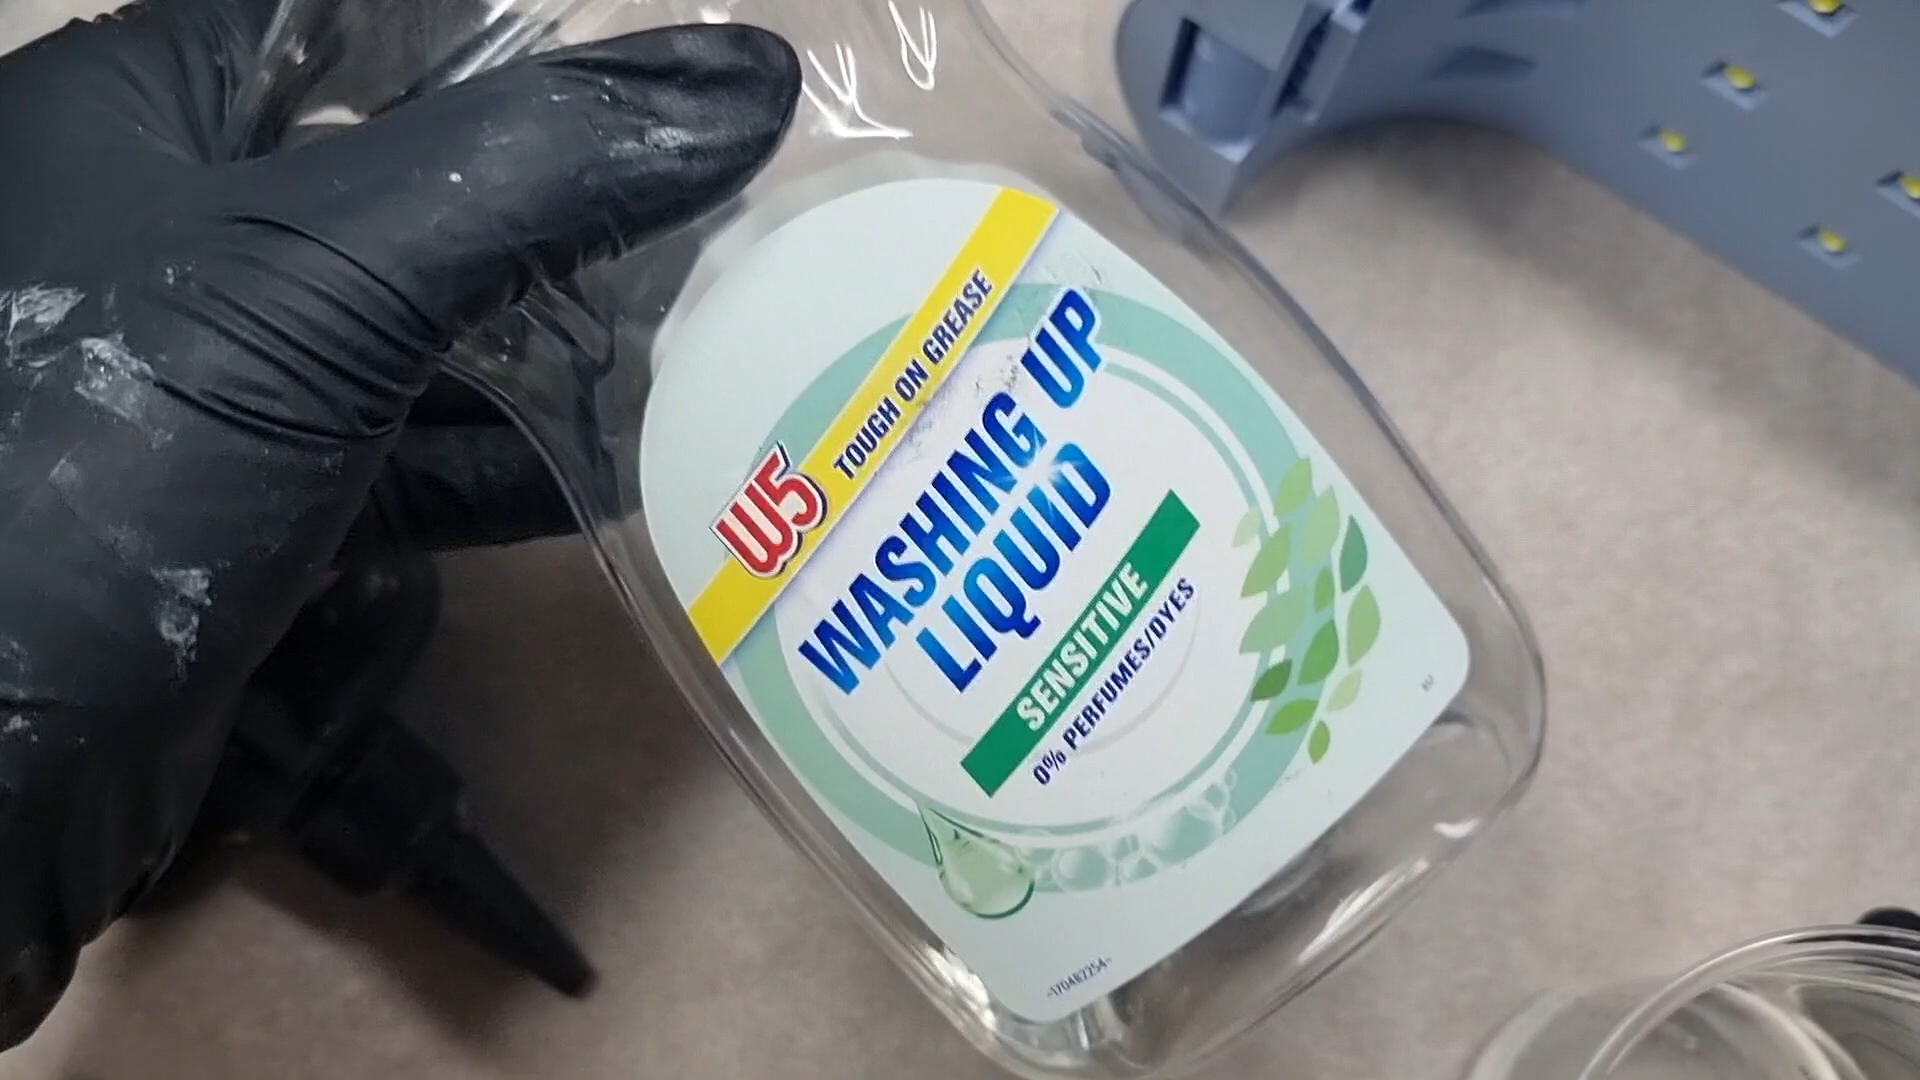 W5
TOUGH ON GREASE
WASHING UP
LIQUID
SENSITIVE
0% PERFUMES/DYES